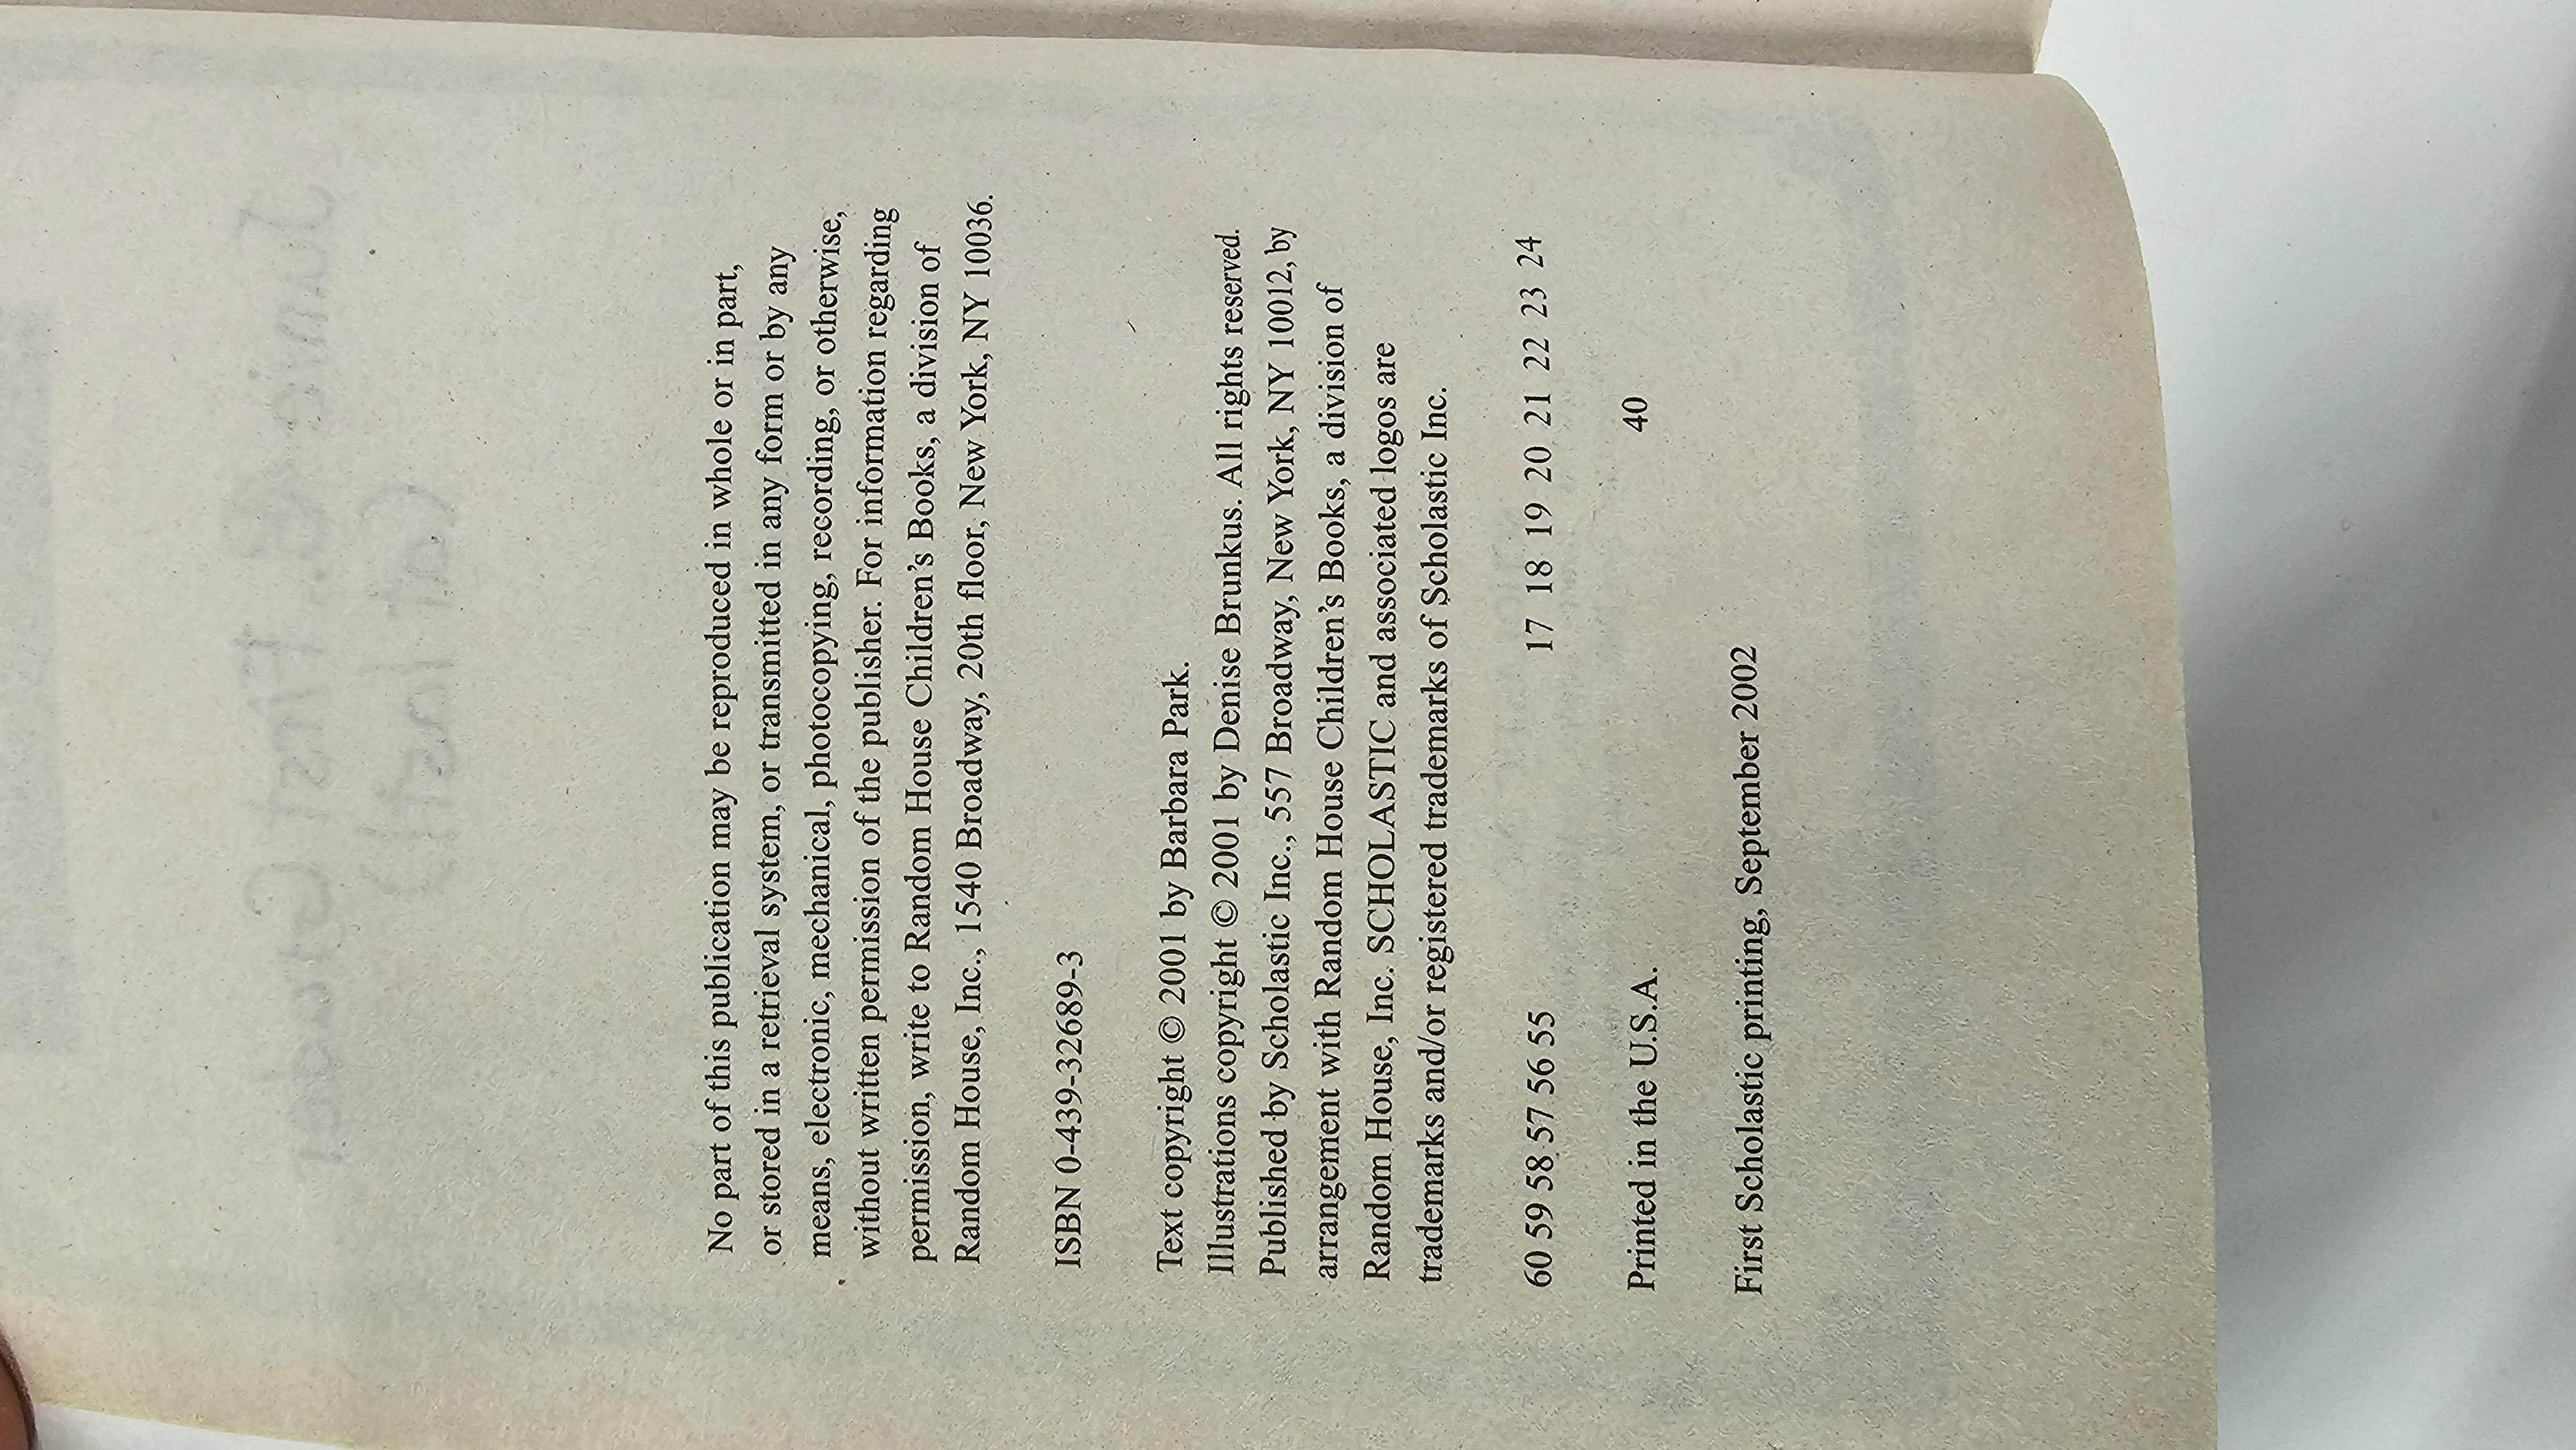 Junie B., First Grader
(at last!)
No part of this publication may be reproduced in whole or in part,
or stored in a retrieval system, or transmitted in any form or by any
means, electronic, mechanical, photocopying, recording, or otherwise,
without written permission of the publisher. For information regarding
permission, write to Random House Children's Books, a division of
Random House, Inc., 1540 Broadway, 20th floor, New York, NY 10036.
ISBN 0-439-32689-3
Text copyright © 2001 by Barbara Park.
Illustrations copyright © 2001 by Denise Brunkus. All rights reserved.
Published by Scholastic Inc., 557 Broadway, New York, NY 10012, by
arrangement with Random House Children's Books, a division of
Random House, Inc. SCHOLASTIC and associated logos are
trademarks and/or registered trademarks of Scholastic Inc.
60 59 58 57 56 55 17 18 19 20 21 22 23 24
Printed in the U.S.A. 40
First Scholastic printing, September 2002